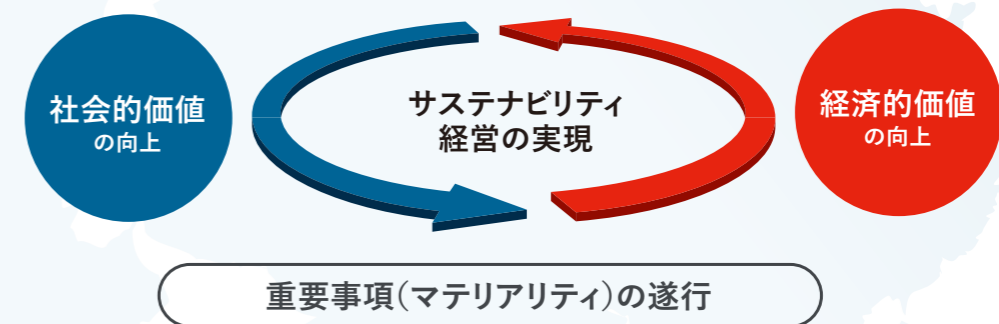 社会的価値
の向上
サステナビリティ
経営の実現
経済的価値
の向上
重要事項（マテリアリティ）の遂行